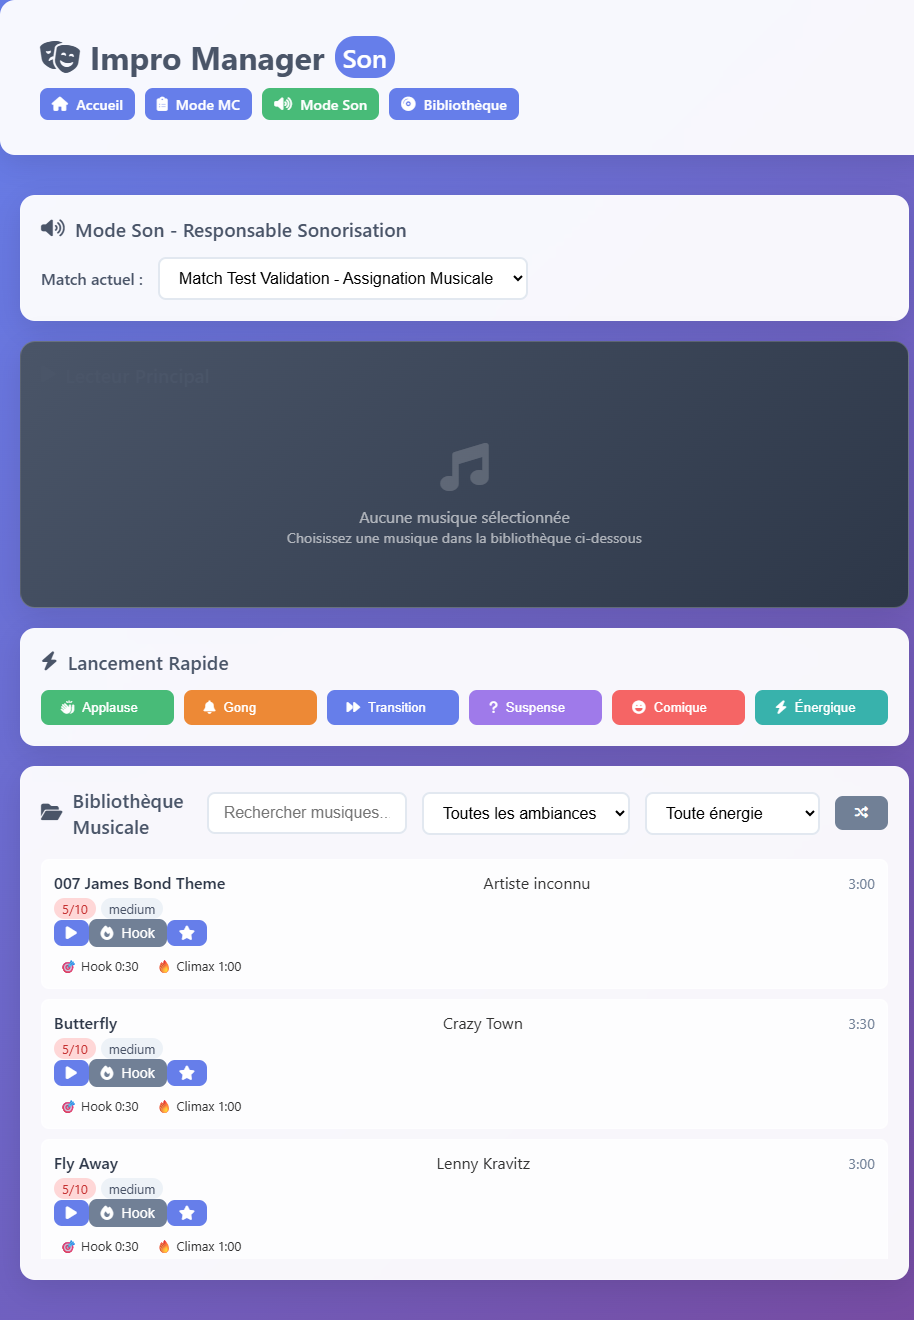 Impro Manager Son
Accueil Mode MC Mode Son Bibliothèque
Mode Son - Responsable Sonorisation
Match actuel : Match Test Validation - Assignation Musicale
Lecteur Principal
Aucune musique sélectionnée
Choisissez une musique dans la bibliothèque ci-dessous
Lancement Rapide
Applause Gong Transition Suspense Comique Énergique
Bibliothèque
Musicale
Rechercher musiques.. Toutes les ambiances Toute énergie
007 James Bond Theme Artiste inconnu 3:00
5/10 medium
Hook
Hook 0:30 Climax 1:00
Butterfly Crazy Town 3:30
5/10 medium
Hook
Hook 0:30 Climax 1:00
Fly Away Lenny Kravitz 3:00
5/10 medium
Hook
Hook 0:30 Climax 1:00